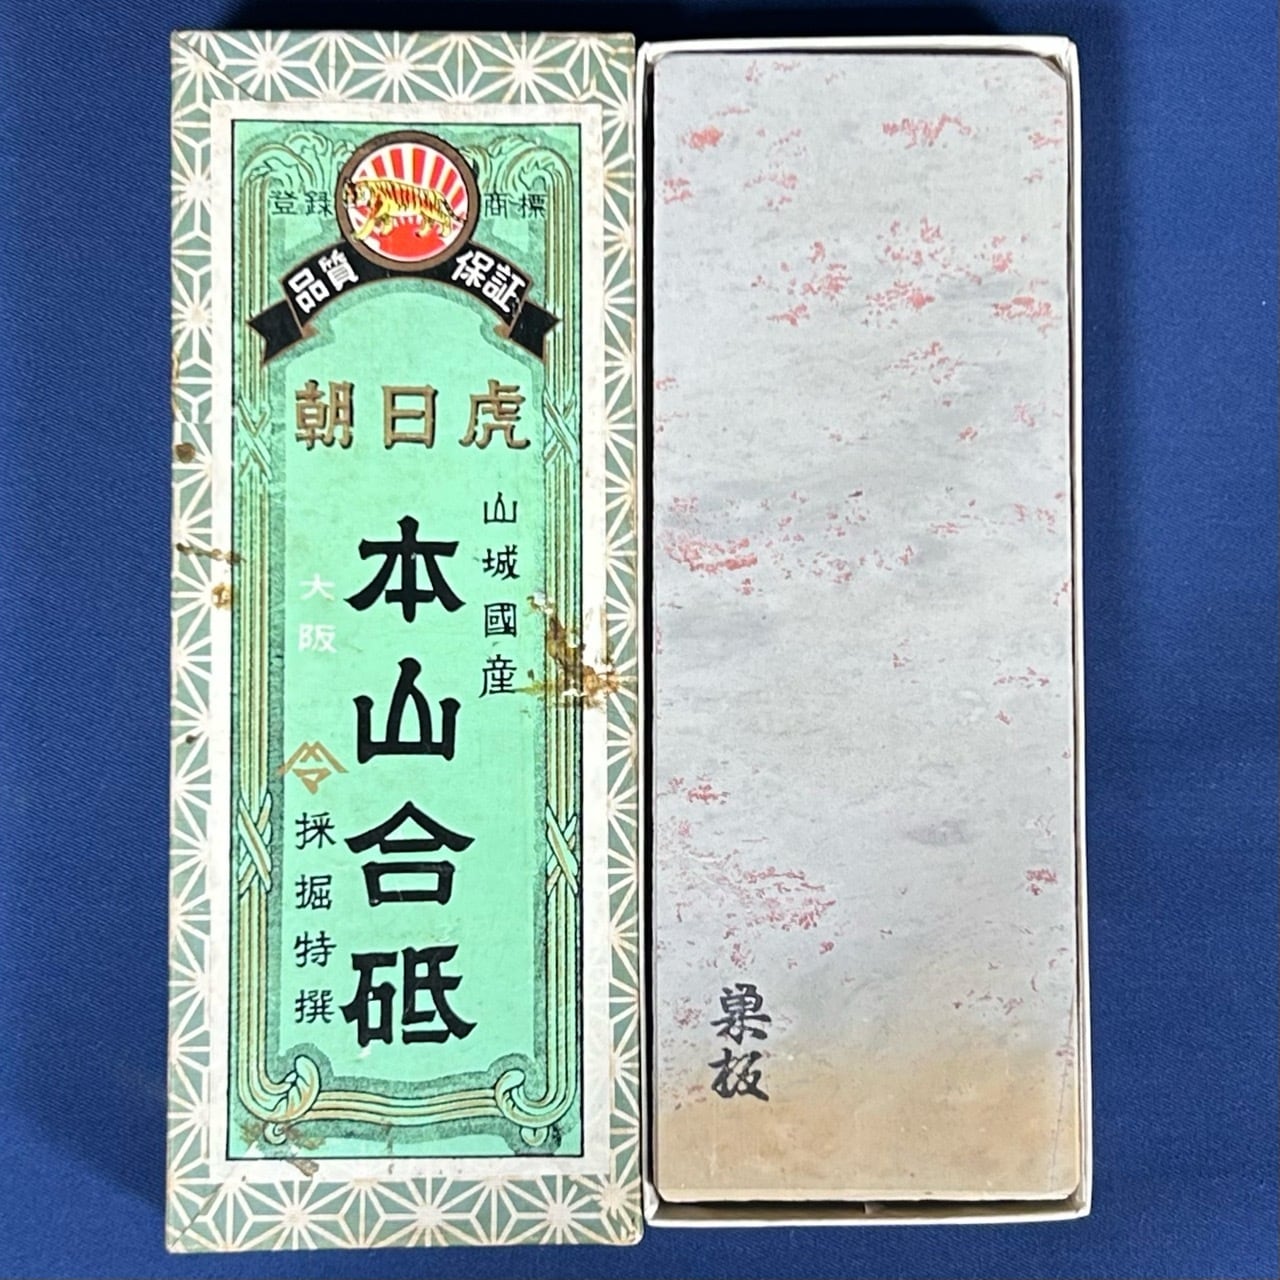 登録 商標
品質 保証
朝日虎
山城國産
本山合砥
大阪
採掘特撰
巣板